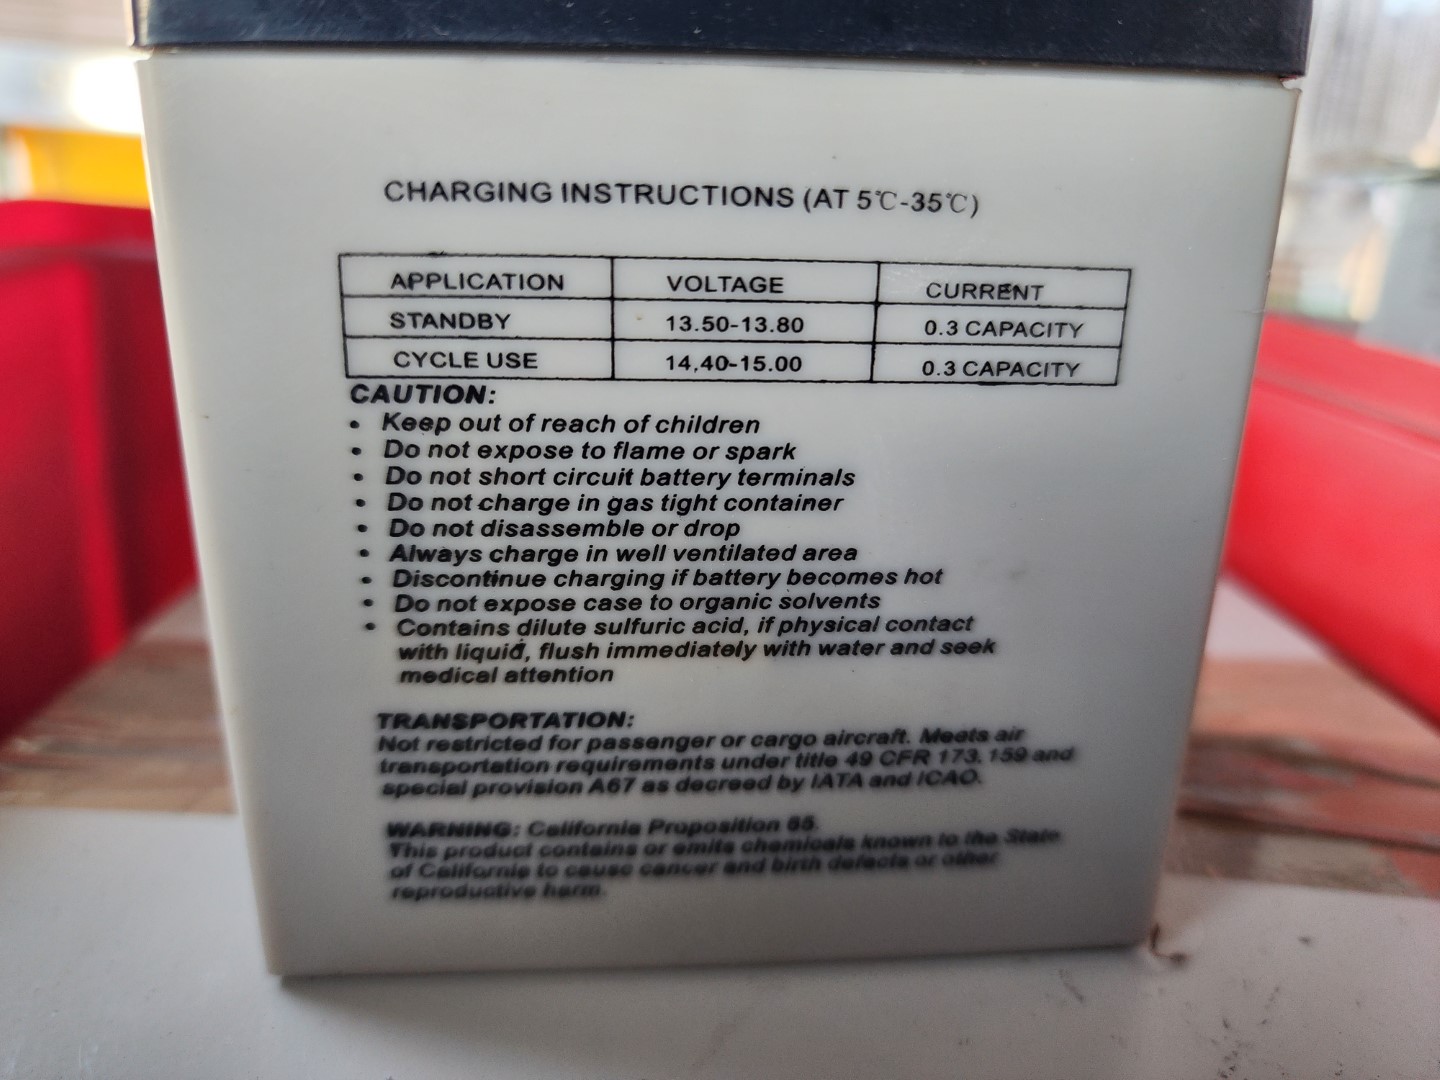 CHARGING INSTRUCTIONS (AT 5℃-35℃)
APPLICATION VOLTAGE CURRENT
STANDBY 13.50-13.80 0.3 CAPACITY
CYCLE USE 14,40-15.00 0.3 CAPACITY
CAUTION:
• Keep out of reach of children
• Do not expose to flame or spark
• Do not short circuit battery terminals
• Do not charge in gas tight container
• Do not disassemble or drop
• Always charge in well ventilated area
• Discontinue charging if battery becomes hot
• Do not expose case to organic solvents
• Contains dilute sulfuric acid, if physical contact
with liquid, flush immediately with water and seek
medical attention
TRANSPORTATION:
Not restricted for passenger or cargo aircraft. Meets air
transportation requirements under title 49 CFR 173. 159 and
special provision A67 as decreed by IATA and ICAO.
WARNING: California Proposition 65.
This product contains or emits chemicals known to the State
of California to cause cancer and birth defects or other
reproductive harm.